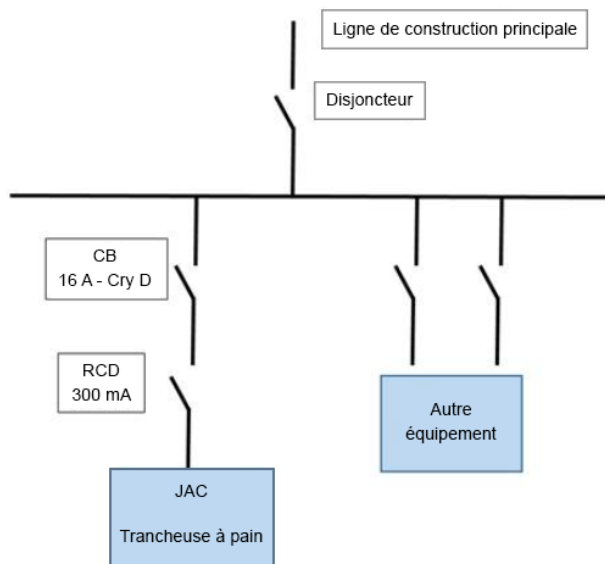 Ligne de construction principale
Disjoncteur
CB
16 A - Cry D
RCD
300 mA
Autre
équipement
JAC
Trancheuse à pain